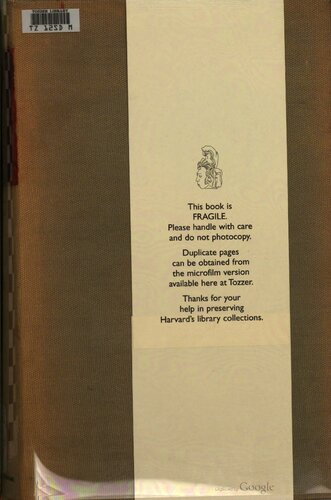 TOZZER LIBRARY
TZ 1SZD M
This book is
FRAGILE.
Please handle with care
and do not photocopy.
Duplicate pages
can be obtained from
the microfilm version
available here at Tozzer.
Thanks for your
help in preserving
Harvard's library collections.
Google